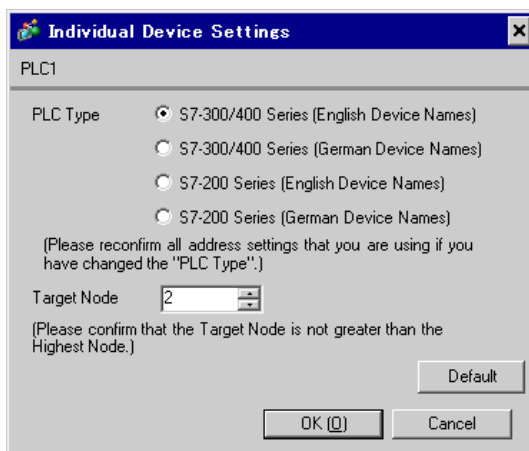 Individual Device Settings
PLC1
PLC Type
S7-300/400 Series (English Device Names)
S7-300/400 Series (German Device Names)
S7-200 Series (English Device Names)
S7-200 Series (German Device Names)
(Please reconfirm all address settings that you are using if you
have changed the "PLC Type".)
Target Node 2
(Please confirm that the Target Node is not greater than the
Highest Node.)
Default
OK (O) Cancel